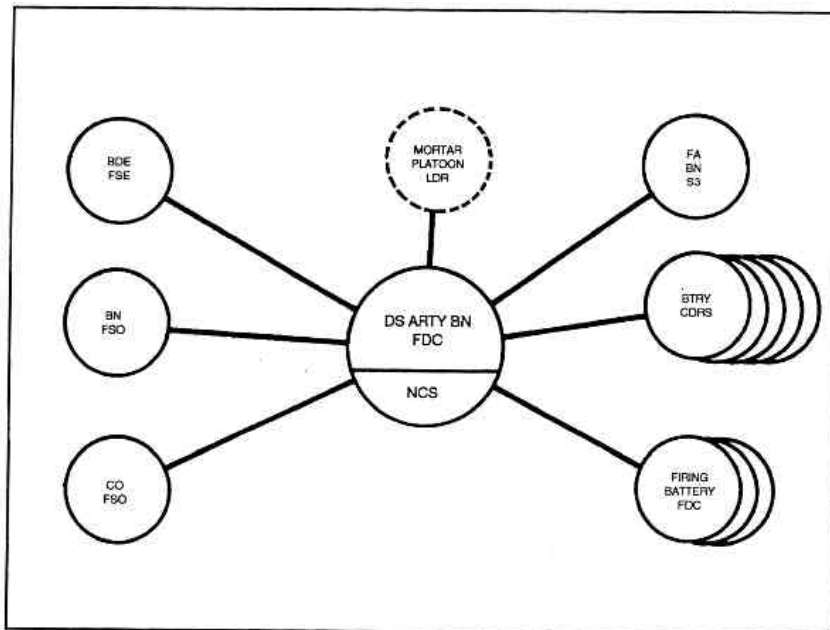 BDE
FSE
MORTAR
PLATOON
LDR
FA
BN
S3
BN
FSO
DS ARTY BN
FDC
NCS
BTRY
CDRS
CO
FSO
FIRING
BATTERY
FDC